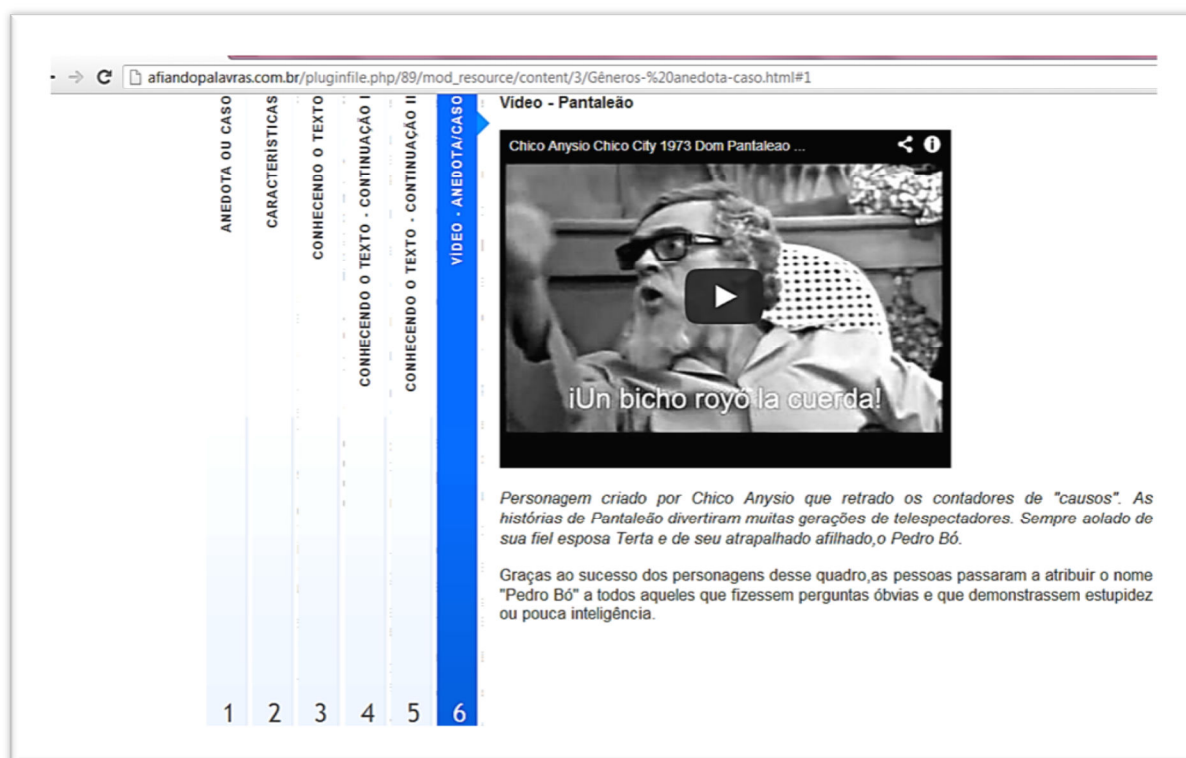 afiandopalavras.com.br/pluginfile.php/89/mod_resource/content/3/Gêneros-%20anedota-caso.html#1
ANEDOTA OU CASO
1
CARACTERÍSTICAS
2
CONHECENDO O TEXTO
3
CONHECENDO O TEXTO - CONTINUAÇÃO I
4
CONHECENDO O TEXTO - CONTINUAÇÃO II
5
VÍDEO - ANEDOTA/CASO
6
Vídeo - Pantaleão
Chico Anysio Chico City 1973 Dom Pantaleao ...
¡Un bicho royó la cuerda!
Personagem criado por Chico Anysio que retrado os contadores de "causos". As
histórias de Pantaleão divertiram muitas gerações de telespectadores. Sempre aolado de
sua fiel esposa Terta e de seu atrapalhado afilhado,o Pedro Bó.
Graças ao sucesso dos personagens desse quadro,as pessoas passaram a atribuir o nome
"Pedro Bó" a todos aqueles que fizessem perguntas óbvias e que demonstrassem estupidez
ou pouca inteligência.